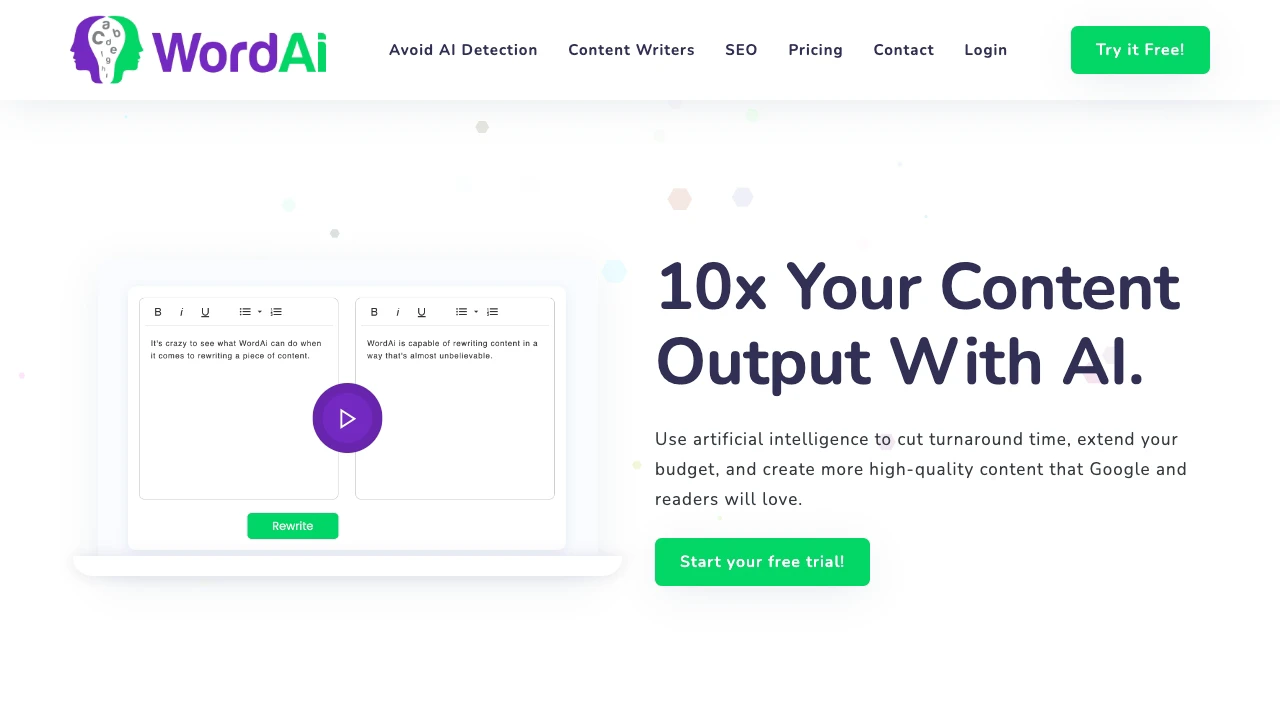 WordAi
Avoid AI Detection
Content Writers
SEO
Pricing
Contact
Login
Try it Free!
10x Your Content
Output With AI.
Use artificial intelligence to cut turnaround time, extend your
budget, and create more high-quality content that Google and
readers will love.
Start your free trial!
B i U
It's crazy to see what WordAi can do when
it comes to rewriting a piece of content.
B i U
WordAi is capable of rewriting content in a
way that's almost unbelievable.
Rewrite